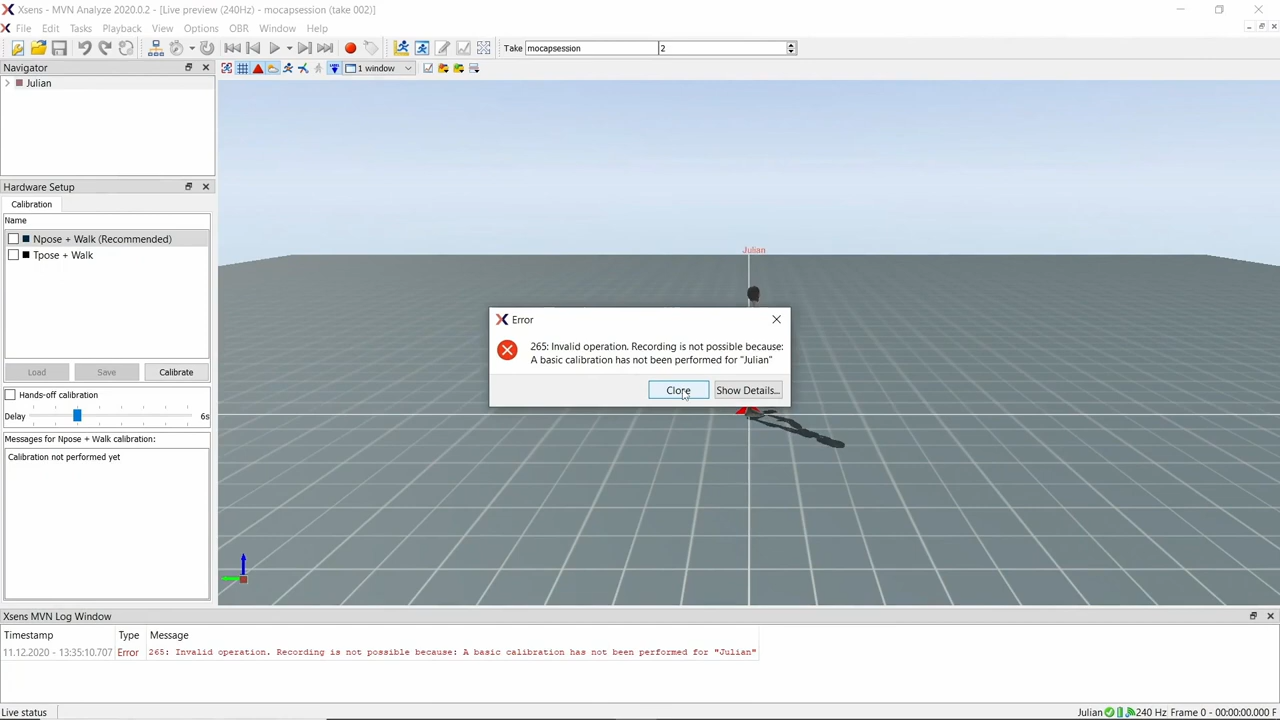 Xsens - MVN Analyze 2020.0.2 - [Live preview (240Hz) - mocapsession (take 002)]
File Edit Tasks Playback View Options OBR Window Help
Take mocapsession 2
Navigator
1 window
Julian
Hardware Setup
Calibration
Name
Npose + Walk (Recommended)
Tpose + Walk
Load Save Calibrate
Hands-off calibration
Delay 6s
Messages for Npose + Walk calibration:
Calibration not performed yet
Julian
Error
265: Invalid operation. Recording is not possible because:
A basic calibration has not been performed for "Julian"
Close Show Details...
Xsens MVN Log Window
Timestamp Type Message
11.12.2020 - 13:35:10.707 Error 265: Invalid operation. Recording is not possible because: A basic calibration has not been performed for "Julian"
Live status Julian 240 Hz Frame 0 - 00:00:00.000 F